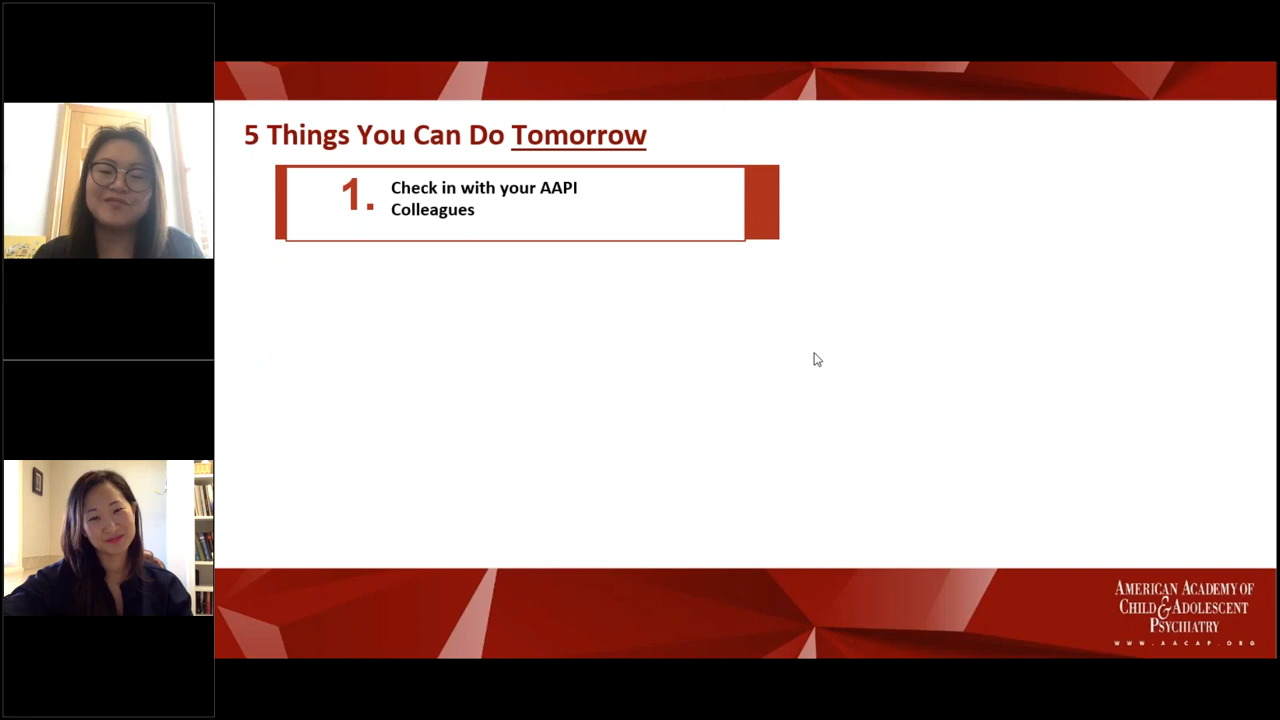 5 Things You Can Do Tomorrow
1. Check in with your AAPI
Colleagues
AMERICAN ACADEMY OF
CHILD & ADOLESCENT
PSYCHIATRY
WWW.AACAP.ORG